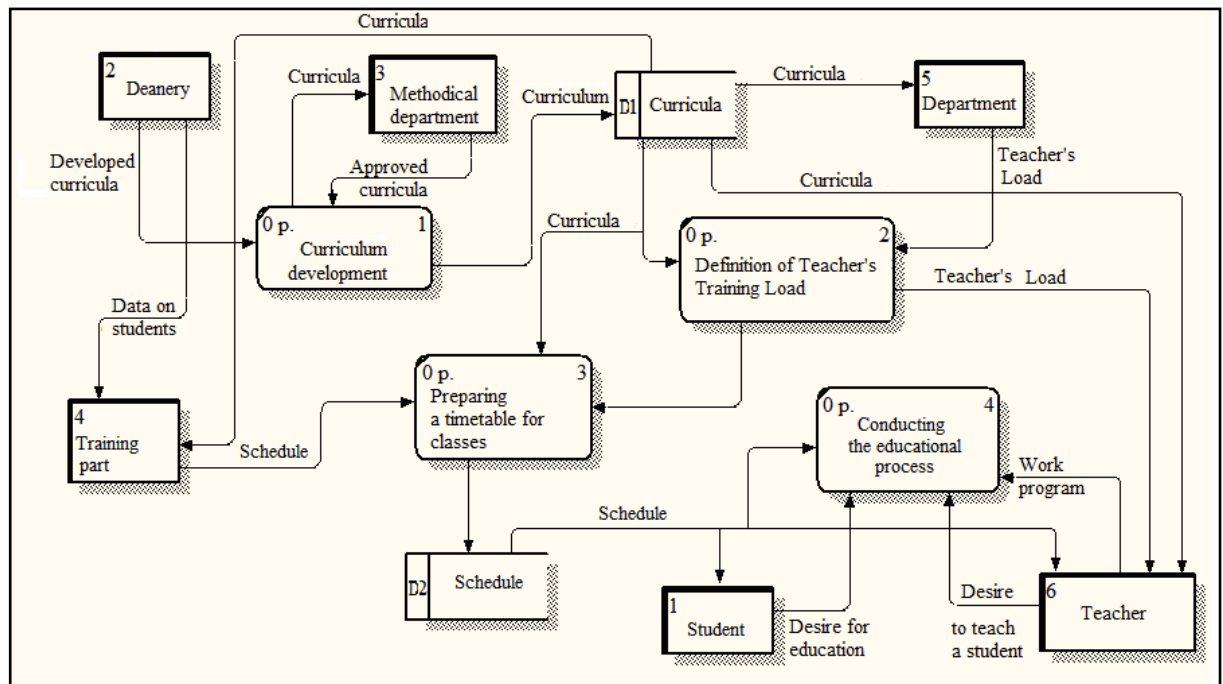 Curricula
2
Deanery
Curricula
3
Methodical
department
Curriculum
D1
Curricula
Curricula
5
Department
Developed
curricula
Approved
curricula
Teacher's
Load
Curricula
0 p.
1
Curriculum
development
Curricula
0 p.
2
Definition of Teacher's
Training Load
Teacher's Load
Data on
students
0 p.
3
Preparing
a timetable for
classes
0 p.
4
Conducting
the educational
process
4
Training
part
Schedule
Work
program
Schedule
D2
Schedule
1
Student
Desire for
education
Desire
to teach
a student
6
Teacher